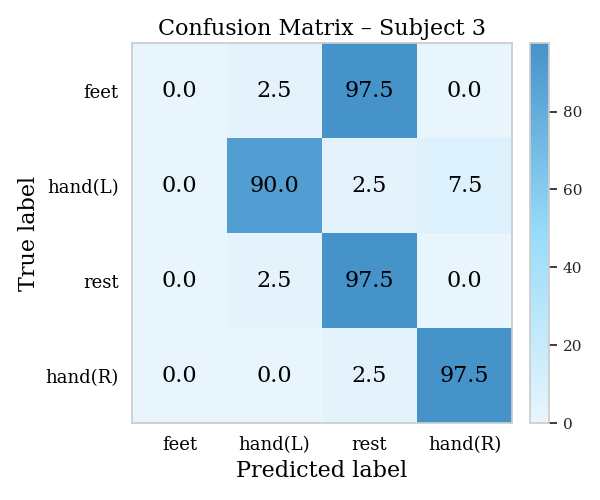 Confusion Matrix – Subject 3
feet 0.0 2.5 97.5 0.0
hand(L) 0.0 90.0 2.5 7.5
rest 0.0 2.5 97.5 0.0
hand(R) 0.0 0.0 2.5 97.5
feet hand(L) rest hand(R)
Predicted label
True label
80
60
40
20
0